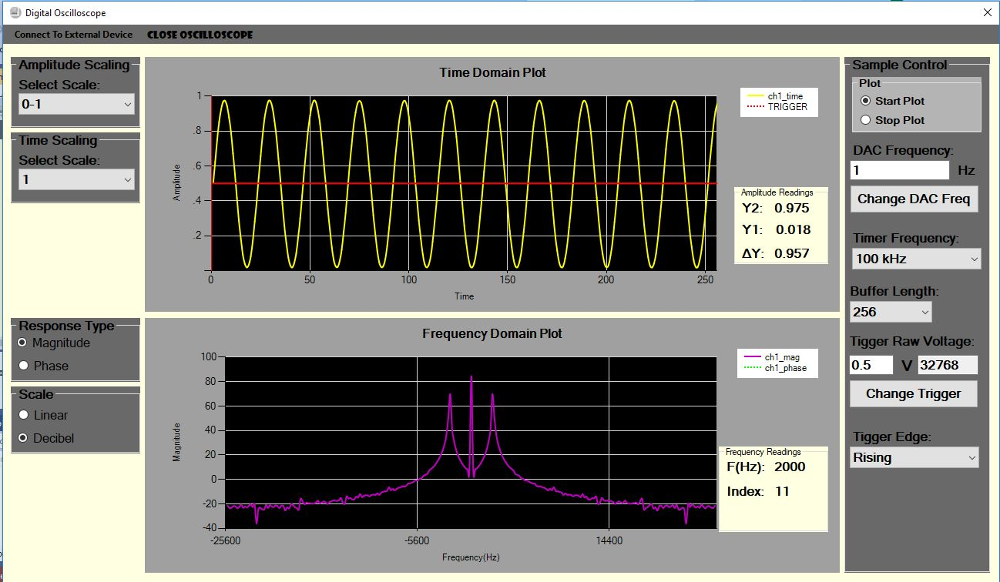 Digital Oscilloscope
Connect To External Device CLOSE OSCILLOSCOPE
Amplitude Scaling
Select Scale:
0-1
Time Scaling
Select Scale:
1
Time Domain Plot
1
.8
.6
.4
.2
Amplitude
0 50 100 150 200 250
Time
ch1_time
TRIGGER
Amplitude Readings
Y2: 0.975
Y1: 0.018
ΔY: 0.957
Response Type
Magnitude
Phase
Scale
Linear
Decibel
Frequency Domain Plot
100
80
60
40
20
0
-20
-40
Magnitude
-25600 -5600 14400
Frequency(Hz)
ch1_mag
ch1_phase
Frequency Readings
F(Hz): 2000
Index: 11
Sample Control
Plot
Start Plot
Stop Plot
DAC Frequency:
1 Hz
Change DAC Freq
Timer Frequency:
100 kHz
Buffer Length:
256
Tigger Raw Voltage:
0.5 V 32768
Change Trigger
Tigger Edge:
Rising